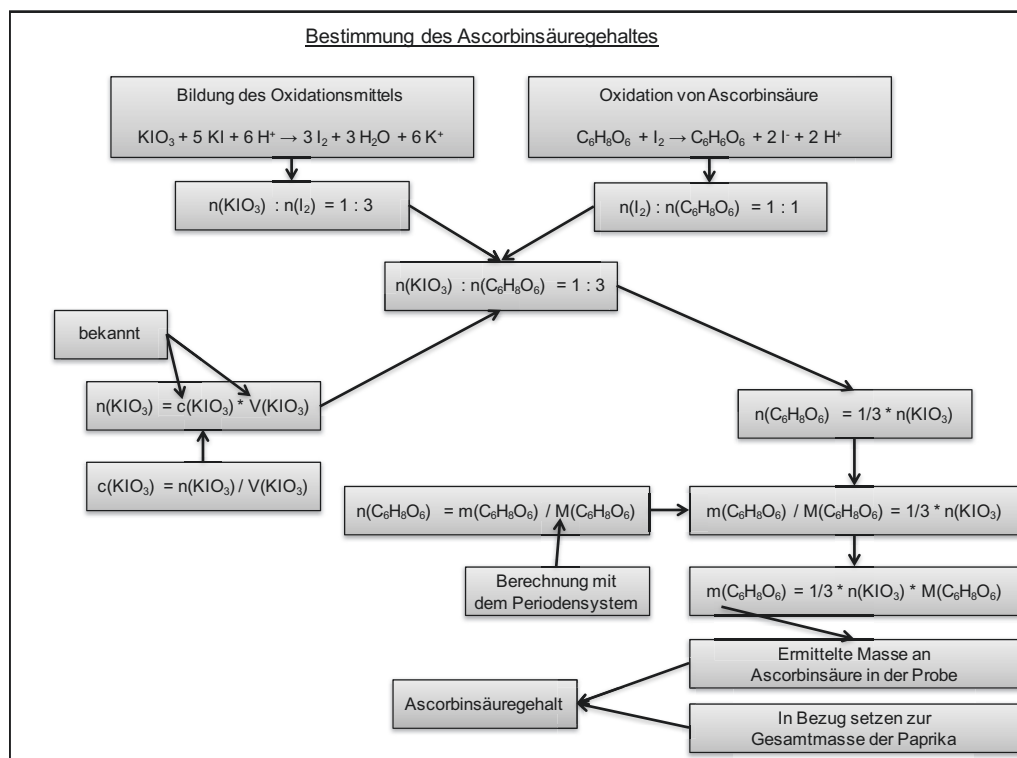 Bestimmung des Ascorbinsäuregehaltes
Bildung des Oxidationsmittels
KIO₃ + 5 KI + 6 H⁺ → 3 I₂ + 3 H₂O + 6 K⁺
Oxidation von Ascorbinsäure
C₆H₈O₆ + I₂ → C₆H₆O₆ + 2 I⁻ + 2 H⁺
n(KIO₃) : n(I₂) = 1 : 3
n(I₂) : n(C₆H₈O₆) = 1 : 1
n(KIO₃) : n(C₆H₈O₆) = 1 : 3
bekannt
n(KIO₃) = c(KIO₃) * V(KIO₃)
n(C₆H₈O₆) = 1/3 * n(KIO₃)
c(KIO₃) = n(KIO₃) / V(KIO₃)
n(C₆H₈O₆) = m(C₆H₈O₆) / M(C₆H₈O₆)
m(C₆H₈O₆) / M(C₆H₈O₆) = 1/3 * n(KIO₃)
Berechnung mit
dem Periodensystem
m(C₆H₈O₆) = 1/3 * n(KIO₃) * M(C₆H₈O₆)
Ermittelte Masse an
Ascorbinsäure in der Probe
Ascorbinsäuregehalt
In Bezug setzen zur
Gesamtmasse der Paprika